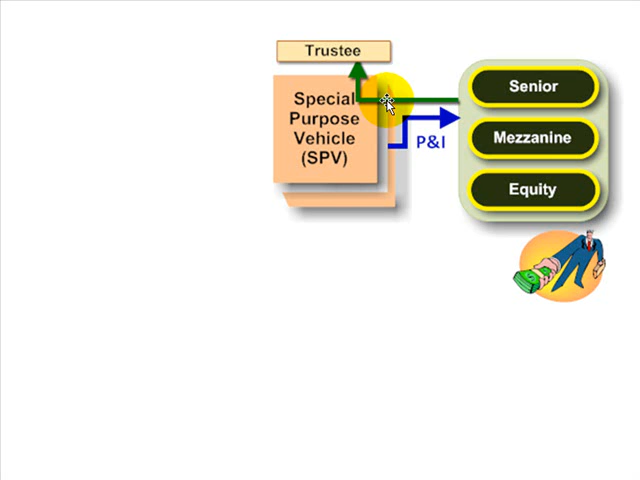 Trustee
Special
Purpose
Vehicle
(SPV)
P&I
Senior
Mezzanine
Equity